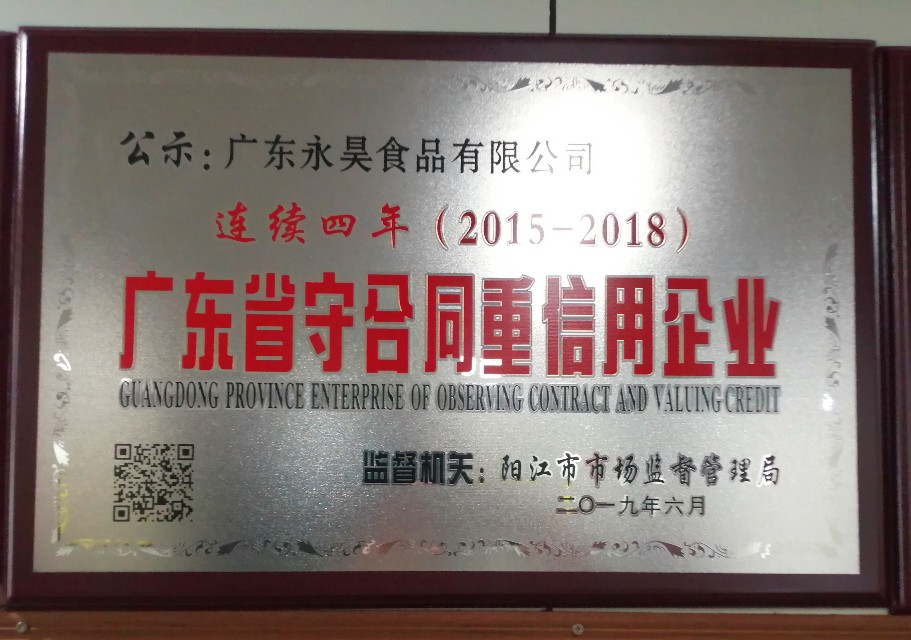 公示:广东永昊食品有限公司
连续四年(2015-2018)
广东省守合同重信用企业
GUANGDONG PROVINCE ENTERPRISE OF OBSERVING CONTRACT AND VALUING CREDIT
监督机关:阳江市市场监督管理局
二〇一九年六月